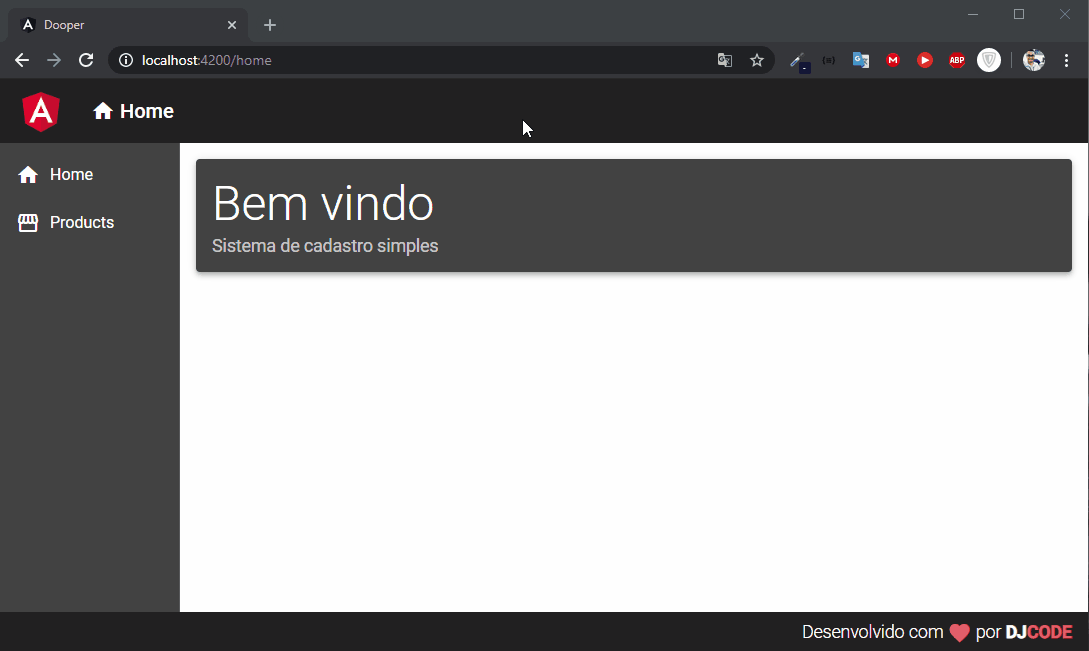 Dooper
localhost:4200/home
ABP
Home
Home
Products
Bem vindo
Sistema de cadastro simples
Desenvolvido com por DJCODE